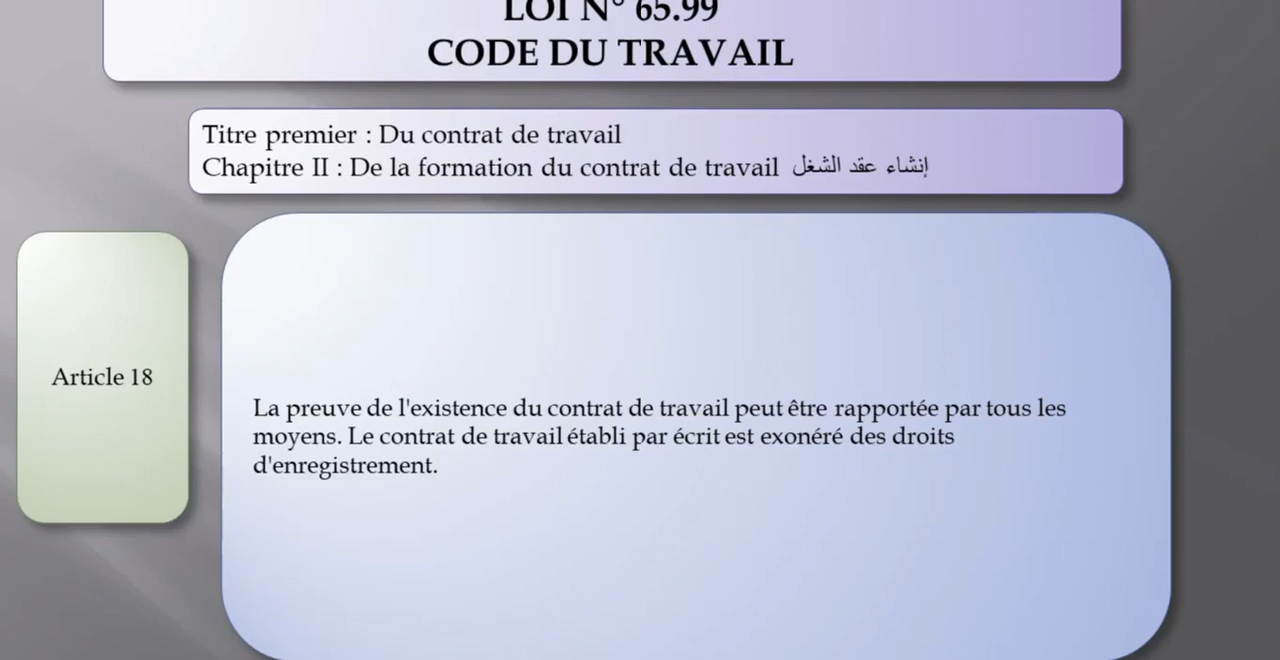 LOI N° 65.99
CODE DU TRAVAIL
Titre premier : Du contrat de travail
Chapitre II : De la formation du contrat de travail إنشاء عقد الشغل
Article 18
La preuve de l'existence du contrat de travail peut être rapportée par tous les
moyens. Le contrat de travail établi par écrit est exonéré des droits
d'enregistrement.